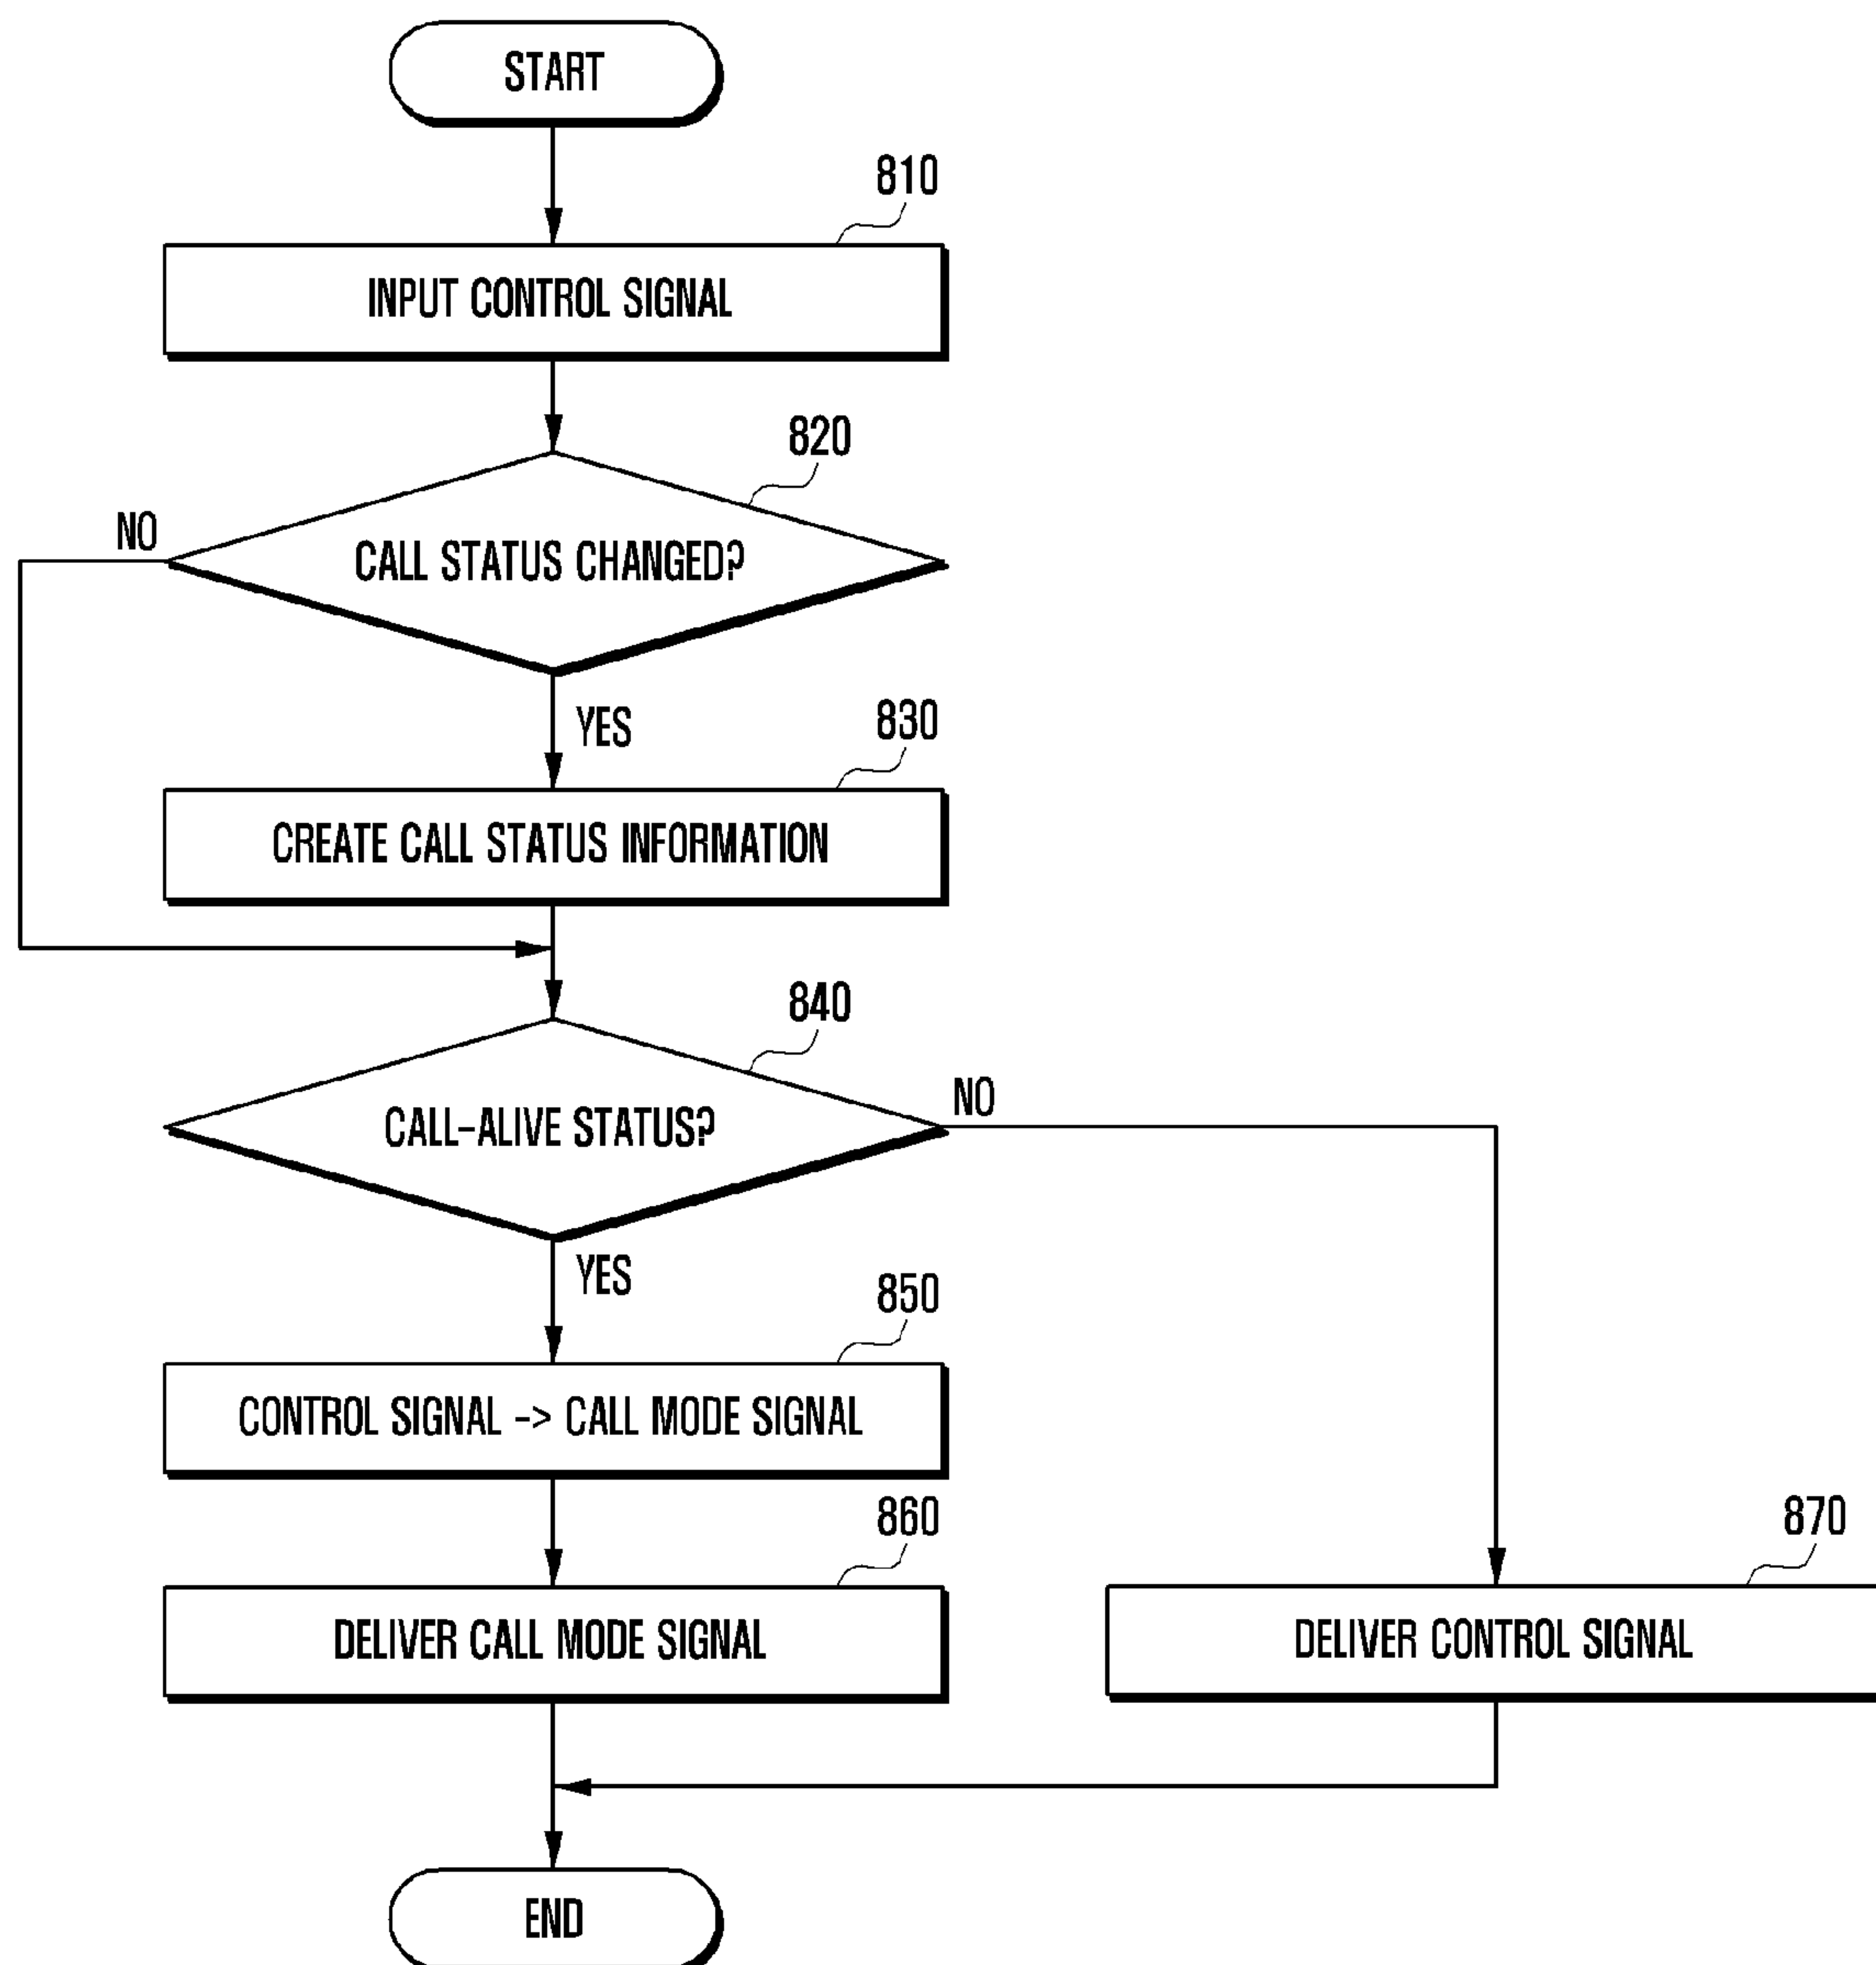 START
810
INPUT CONTROL SIGNAL
820
NO
CALL STATUS CHANGED?
YES
830
CREATE CALL STATUS INFORMATION
840
NO
CALL-ALIVE STATUS?
YES
850
CONTROL SIGNAL -> CALL MODE SIGNAL
860
870
DELIVER CALL MODE SIGNAL
DELIVER CONTROL SIGNAL
END